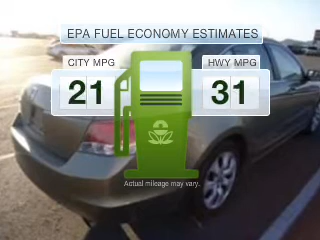 EPA FUEL ECONOMY ESTIMATES
CITY MPG HWY MPG
21 31
Actual mileage may vary.